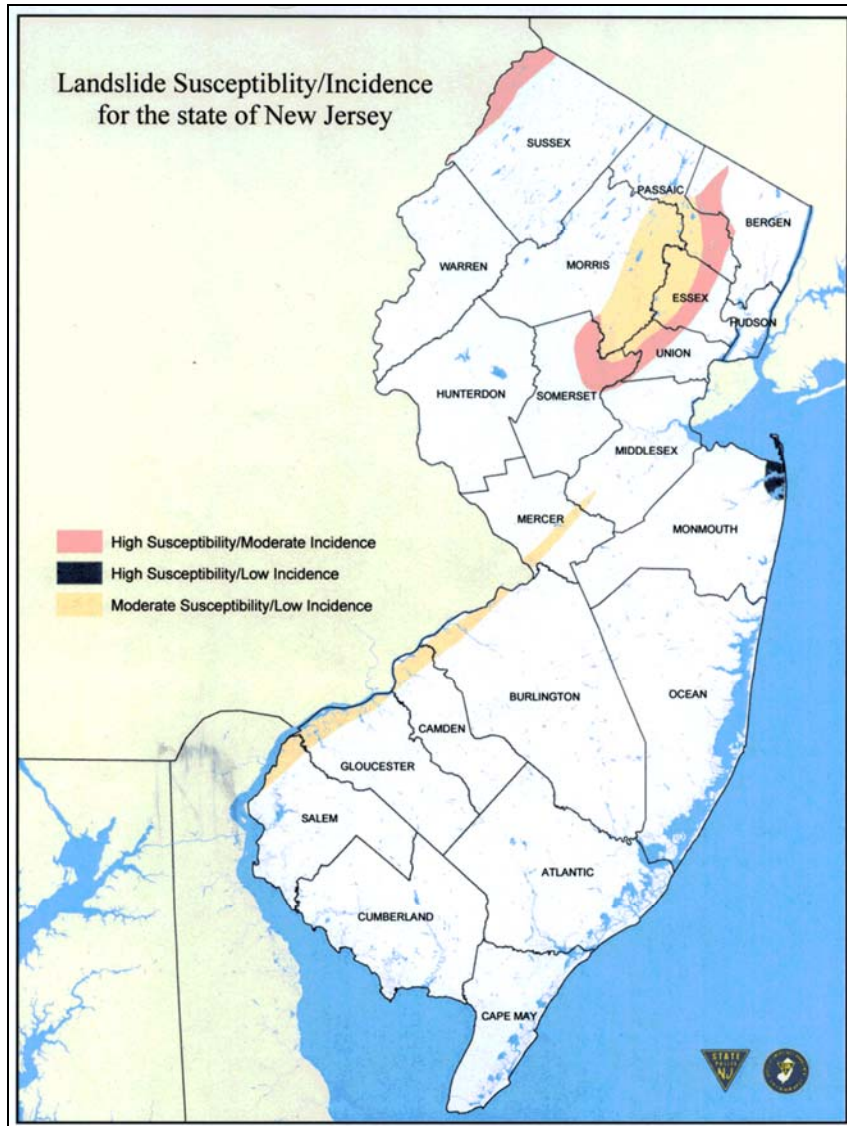 Landslide Susceptiblity/Incidence
for the state of New Jersey
SUSSEX
PASSAIC
BERGEN
WARREN
MORRIS
ESSEX
HUDSON
UNION
HUNTERDON
SOMERSET
MIDDLESEX
MERCER
MONMOUTH
High Susceptibility/Moderate Incidence
High Susceptibility/Low Incidence
Moderate Susceptibility/Low Incidence
BURLINGTON
OCEAN
CAMDEN
GLOUCESTER
SALEM
ATLANTIC
CUMBERLAND
CAPE MAY
STATE
POLICE
NJ